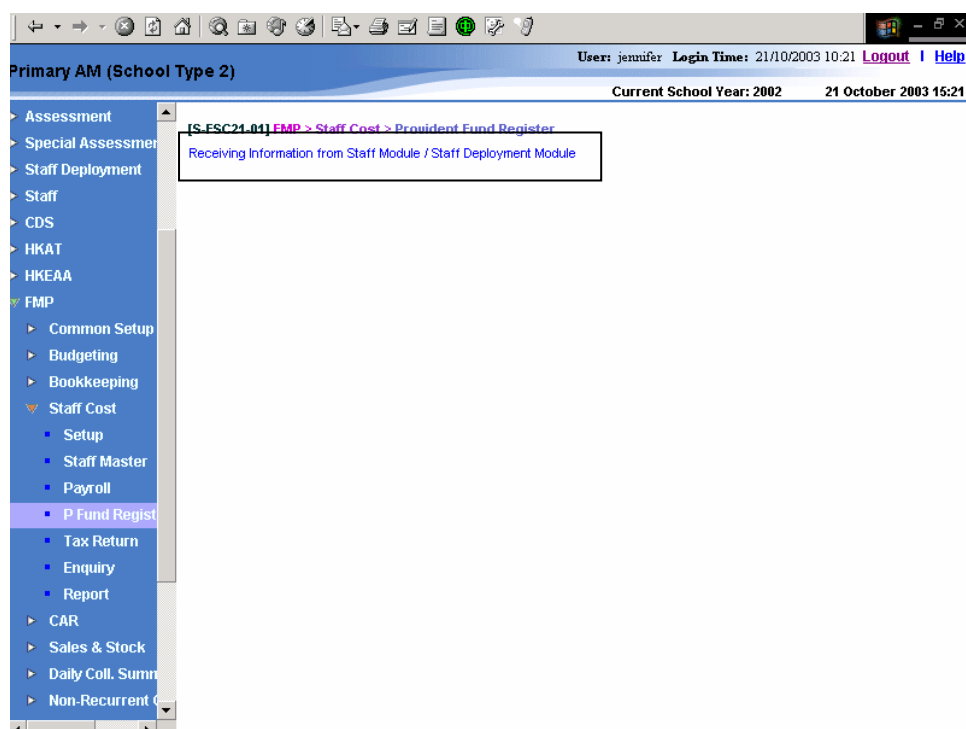 User: jennifer Login Time: 21/10/2003 10:21 Logout | Help
Primary AM (School Type 2)
Current School Year: 2002 21 October 2003 15:21
Assessment
[S-FSC21-01] FMP > Staff Cost > Provident Fund Register
Special Assessmen
Receiving Information from Staff Module / Staff Deployment Module
Staff Deployment
Staff
CDS
HKAT
HKEAA
FMP
Common Setup
Budgeting
Bookkeeping
Staff Cost
Setup
Staff Master
Payroll
P Fund Regist
Tax Return
Enquiry
Report
CAR
Sales & Stock
Daily Coll. Summ
Non-Recurrent